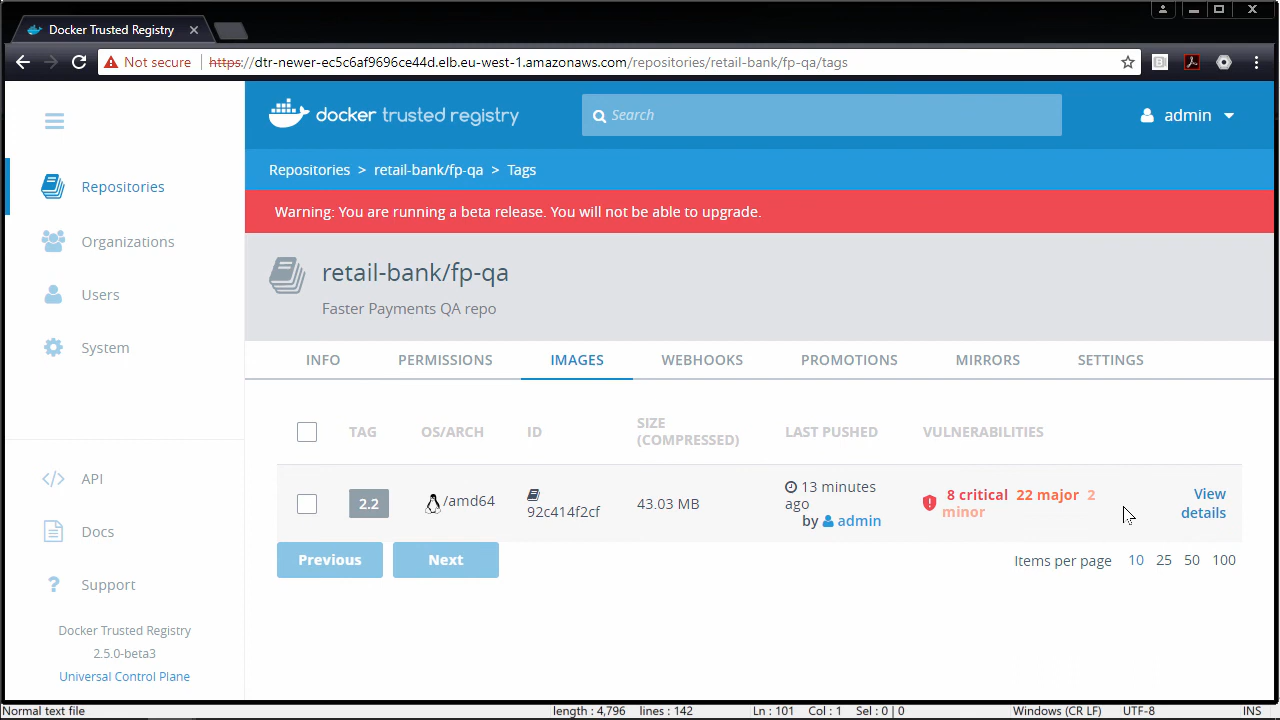 Docker Trusted Registry
Not secure https://dtr-newer-ec5c6af9696ce44d.elb.eu-west-1.amazonaws.com/repositories/retail-bank/fp-qa/tags
docker trusted registry
Search
admin
Repositories
Organizations
Users
System
API
Docs
Support
Docker Trusted Registry
2.5.0-beta3
Universal Control Plane
Repositories > retail-bank/fp-qa > Tags
Warning: You are running a beta release. You will not be able to upgrade.
retail-bank/fp-qa
Faster Payments QA repo
INFO PERMISSIONS IMAGES WEBHOOKS PROMOTIONS MIRRORS SETTINGS
TAG OS/ARCH ID SIZE (COMPRESSED) LAST PUSHED VULNERABILITIES
2.2 /amd64 92c414f2cf 43.03 MB 13 minutes ago by admin 8 critical 22 major 2 minor View details
Previous Next Items per page 10 25 50 100
Normal text file length : 4,796 lines : 142 Ln : 101 Col : 1 Sel : 0 | 0 Windows (CR LF) UTF-8 INS